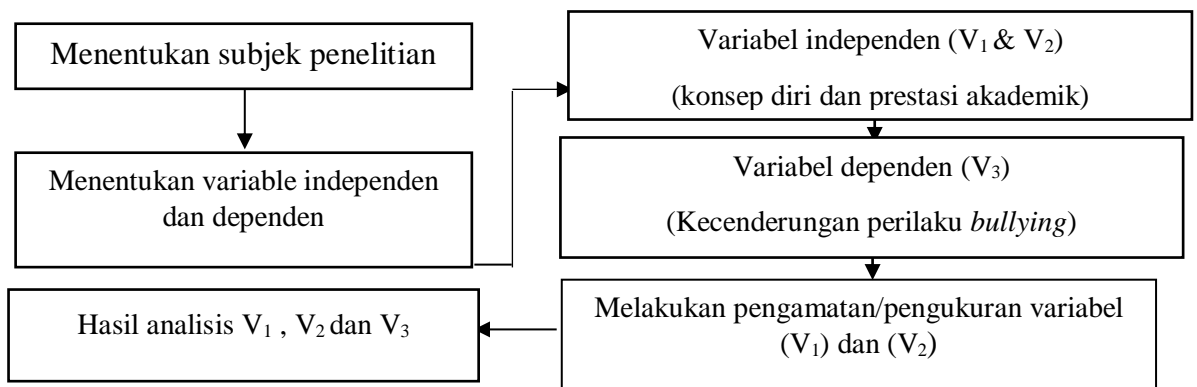 Menentukan subjek penelitian
Menentukan variable independen
dan dependen
Variabel independen (V₁ & V₂)
(konsep diri dan prestasi akademik)
Variabel dependen (V₃)
(Kecenderungan perilaku bullying)
Melakukan pengamatan/pengukuran variabel
(V₁) dan (V₂)
Hasil analisis V₁ , V₂ dan V₃